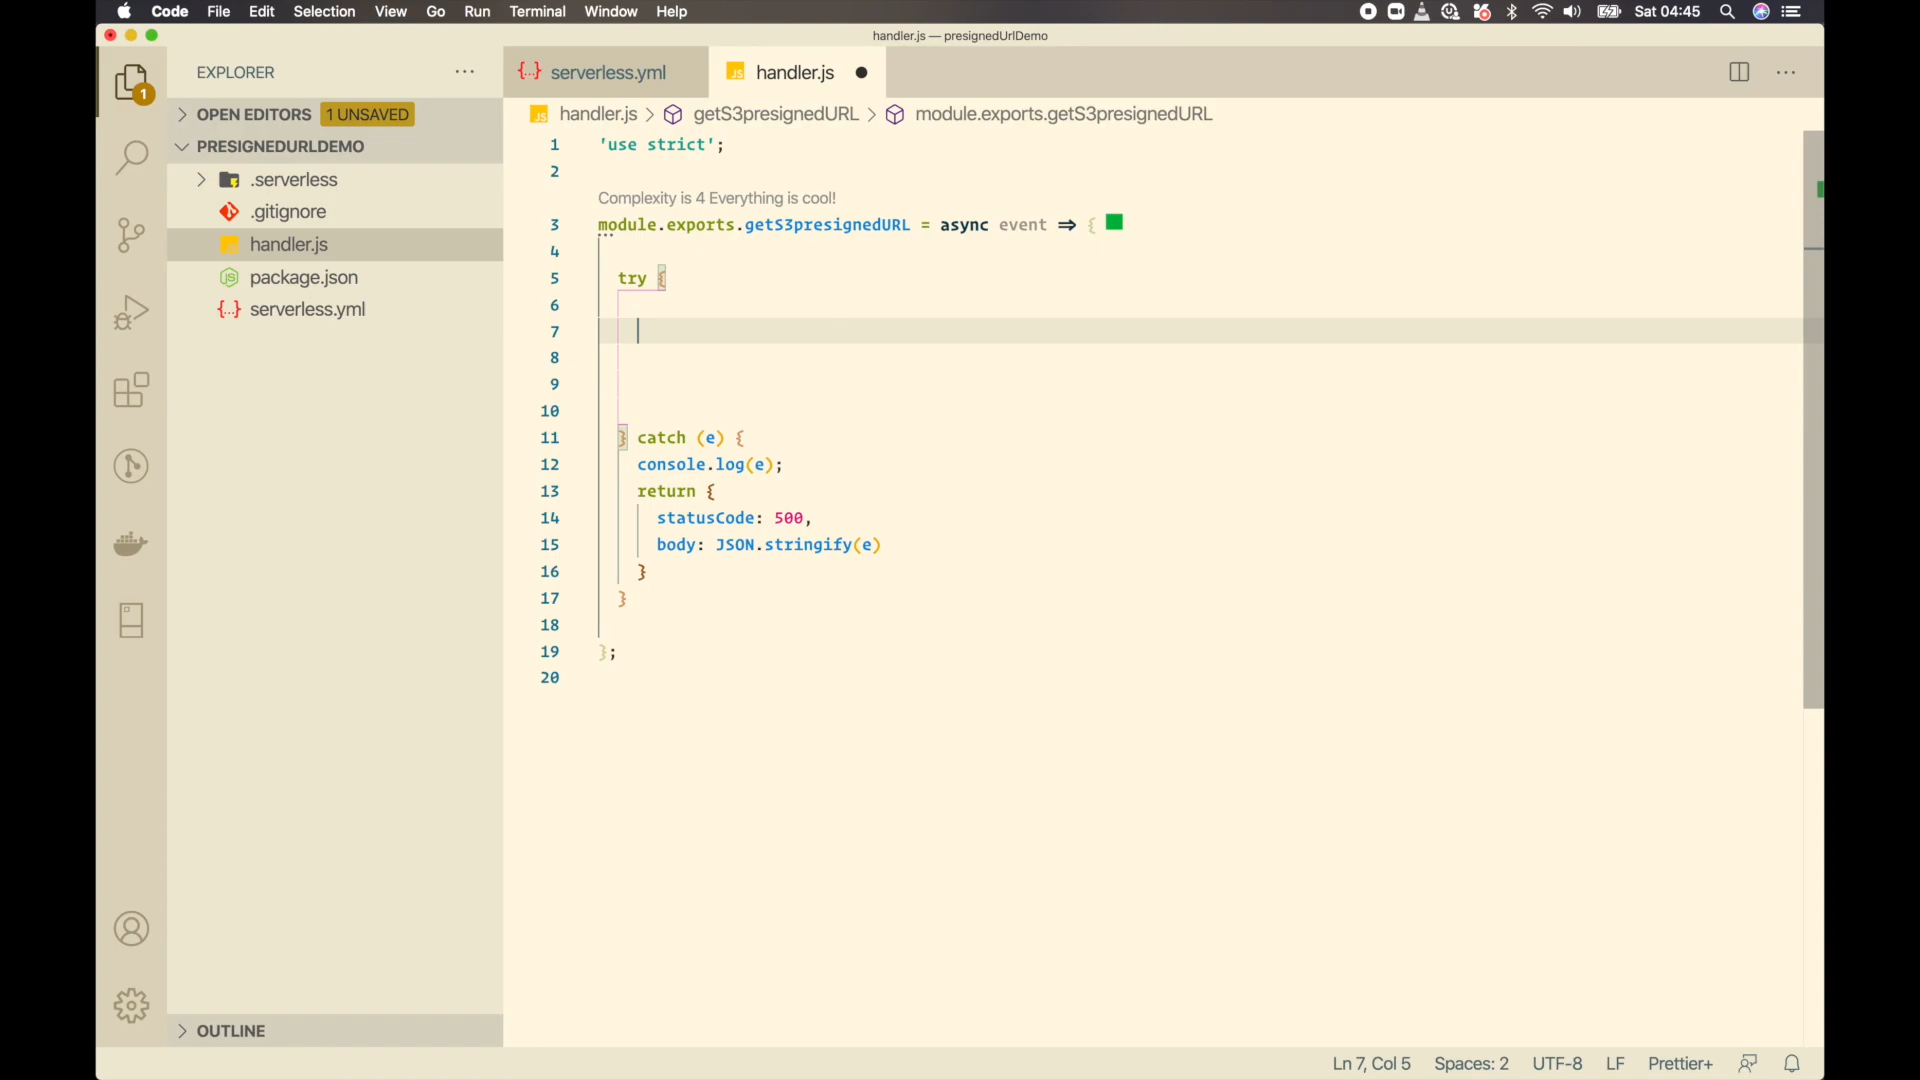 Code File Edit Selection View Go Run Terminal Window Help Sat 04:45
handler.js — presignedUrlDemo
EXPLORER
serverless.yml handler.js
OPEN EDITORS 1 UNSAVED
handler.js > getS3presignedURL > module.exports.getS3presignedURL
PRESIGNEDURLDEMO
.serverless
.gitignore
handler.js
package.json
serverless.yml
1
1 'use strict';
2
Complexity is 4 Everything is cool!
3 module.exports.getS3presignedURL = async event => {
4
5 try {
6
7
8
9
10
11 } catch (e) {
12 console.log(e);
13 return {
14 statusCode: 500,
15 body: JSON.stringify(e)
16 }
17 }
18
19 };
20
OUTLINE
Ln 7, Col 5 Spaces: 2 UTF-8 LF Prettier+